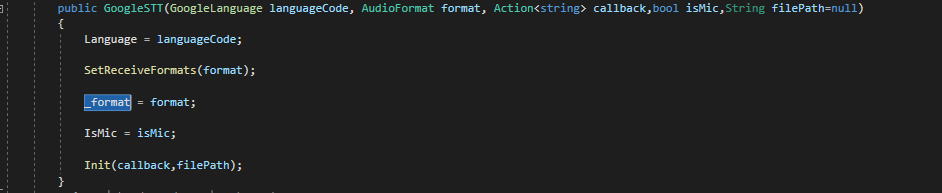 public GoogleSTT(GoogleLanguage languageCode, AudioFormat format, Action<string> callback,bool isMic,String filePath=null)
{
Language = languageCode;
SetReceiveFormats(format);
_format = format;
IsMic = isMic;
Init(callback,filePath);
}